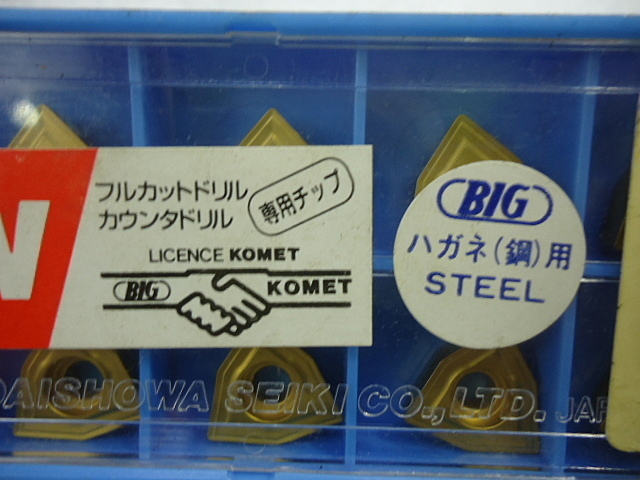 フルカットドリル
カウンタドリル
専用チップ
LICENCE KOMET
BIG KOMET
BIG
ハガネ(鋼)用
STEEL
DAISHOWA SEIKI CO., LTD.